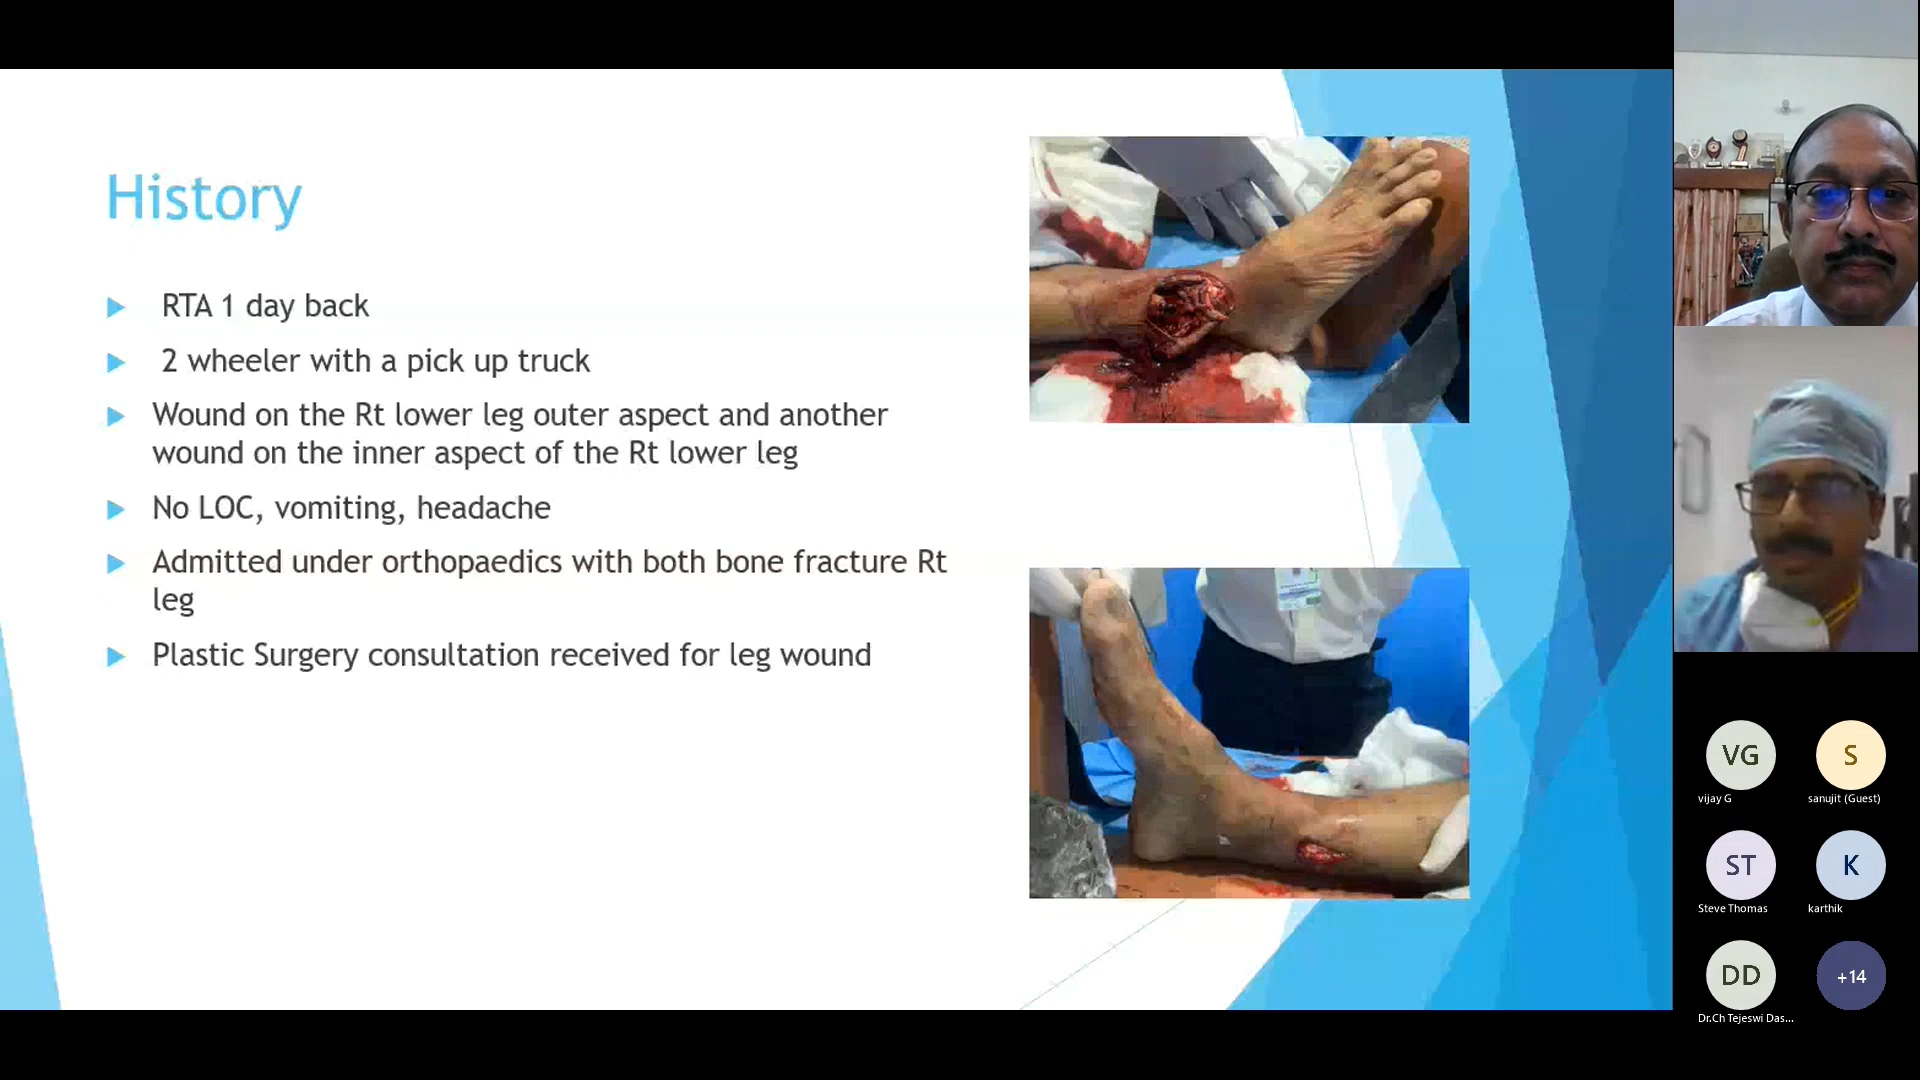 History
RTA 1 day back
2 wheeler with a pick up truck
Wound on the Rt lower leg outer aspect and another
wound on the inner aspect of the Rt lower leg
No LOC, vomiting, headache
Admitted under orthopaedics with both bone fracture Rt
leg
Plastic Surgery consultation received for leg wound
VG
vijay G
S
sanujit (Guest)
ST
Steve Thomas
K
karthik
DD
Dr.Ch Tejeswi Das...
+14